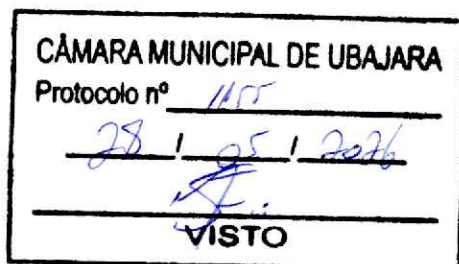 CÂMARA MUNICIPAL DE UBAJARA
Protocolo nº 1155
28 / 05 / 2026
VISTO